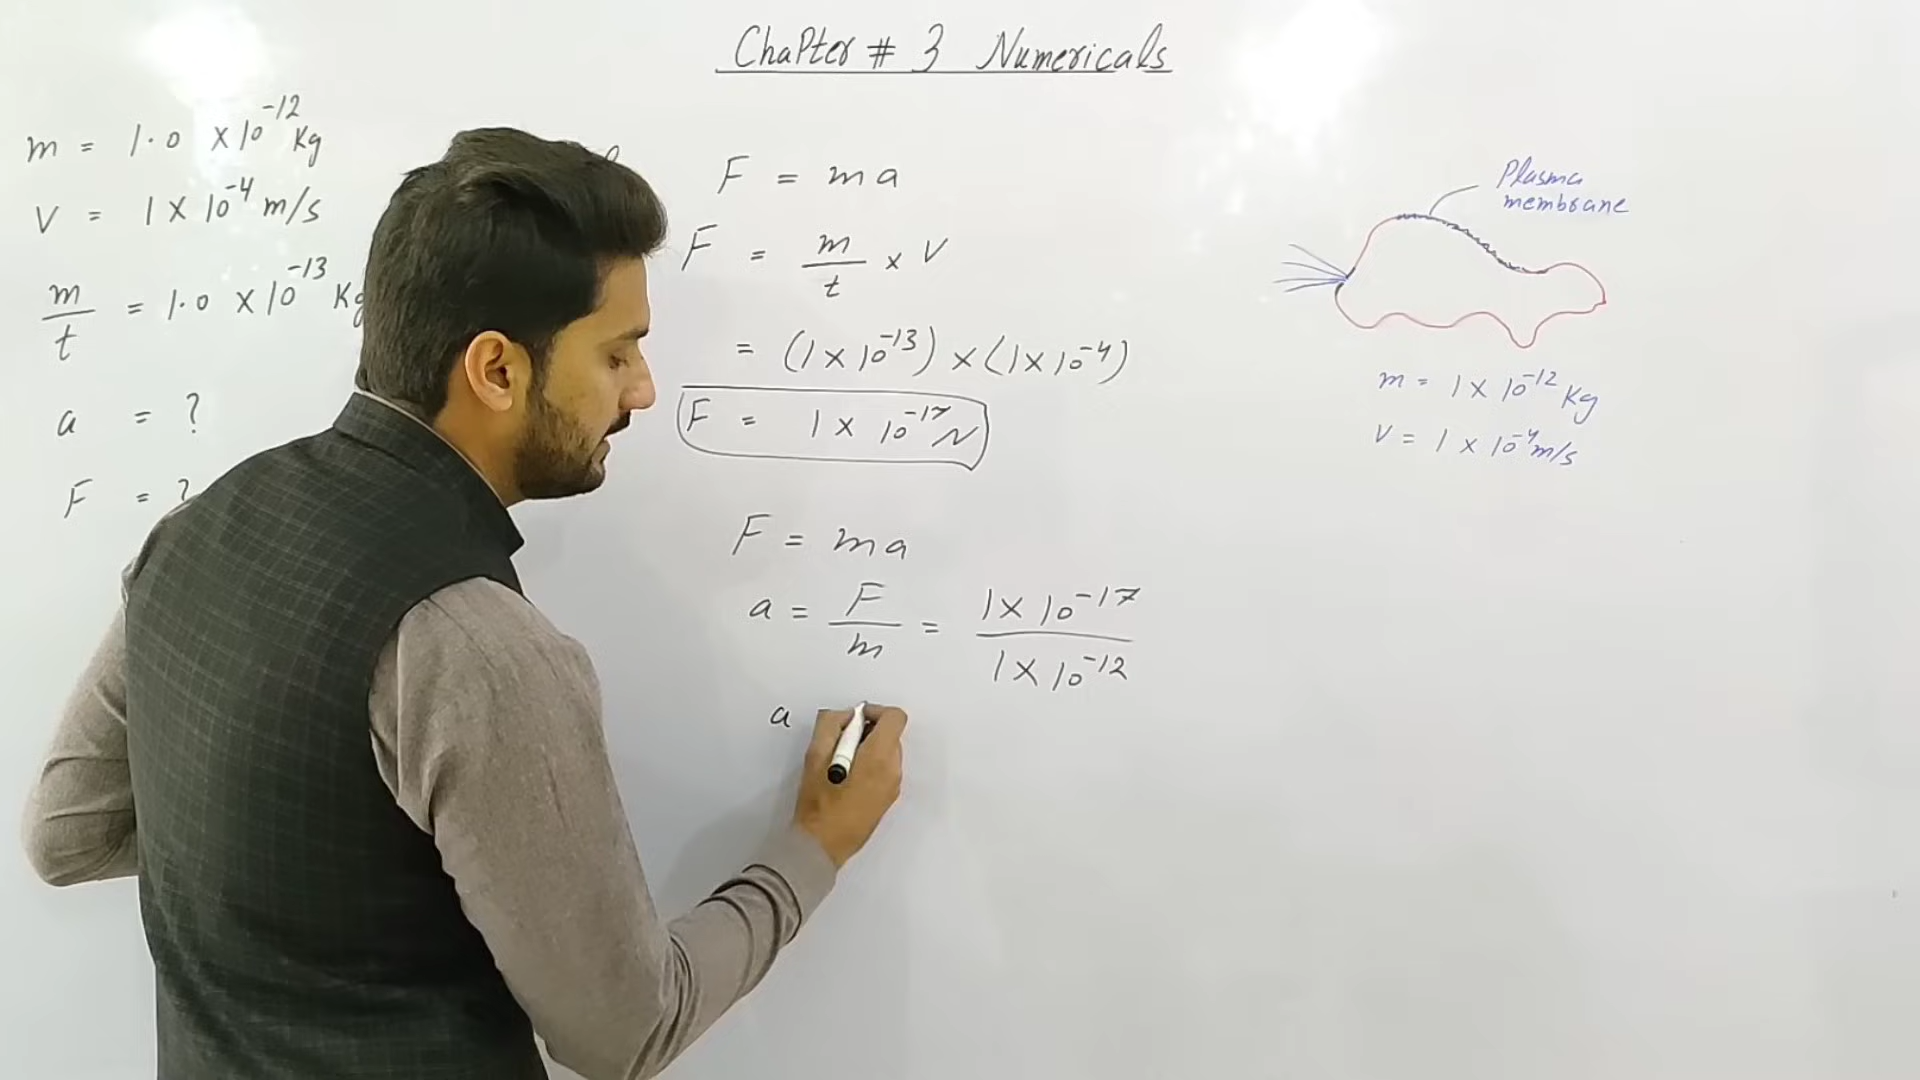 Chapter # 3 Numericals
m = 1.0 ×10⁻¹² Kg
V = 1 × 10⁻⁴ m/s
m/t = 1.0 ×10⁻¹³ Kg
a = ?
F = ?
F = ma
F = m/t × V
= (1×10⁻¹³) × (1×10⁻⁴)
F = 1 × 10⁻¹⁷ N
F = ma
a = F/m = 1×10⁻¹⁷/1×10⁻¹²
a =
Plasma
membrane
m = 1 × 10⁻¹² Kg
V = 1 × 10⁻⁴ m/s